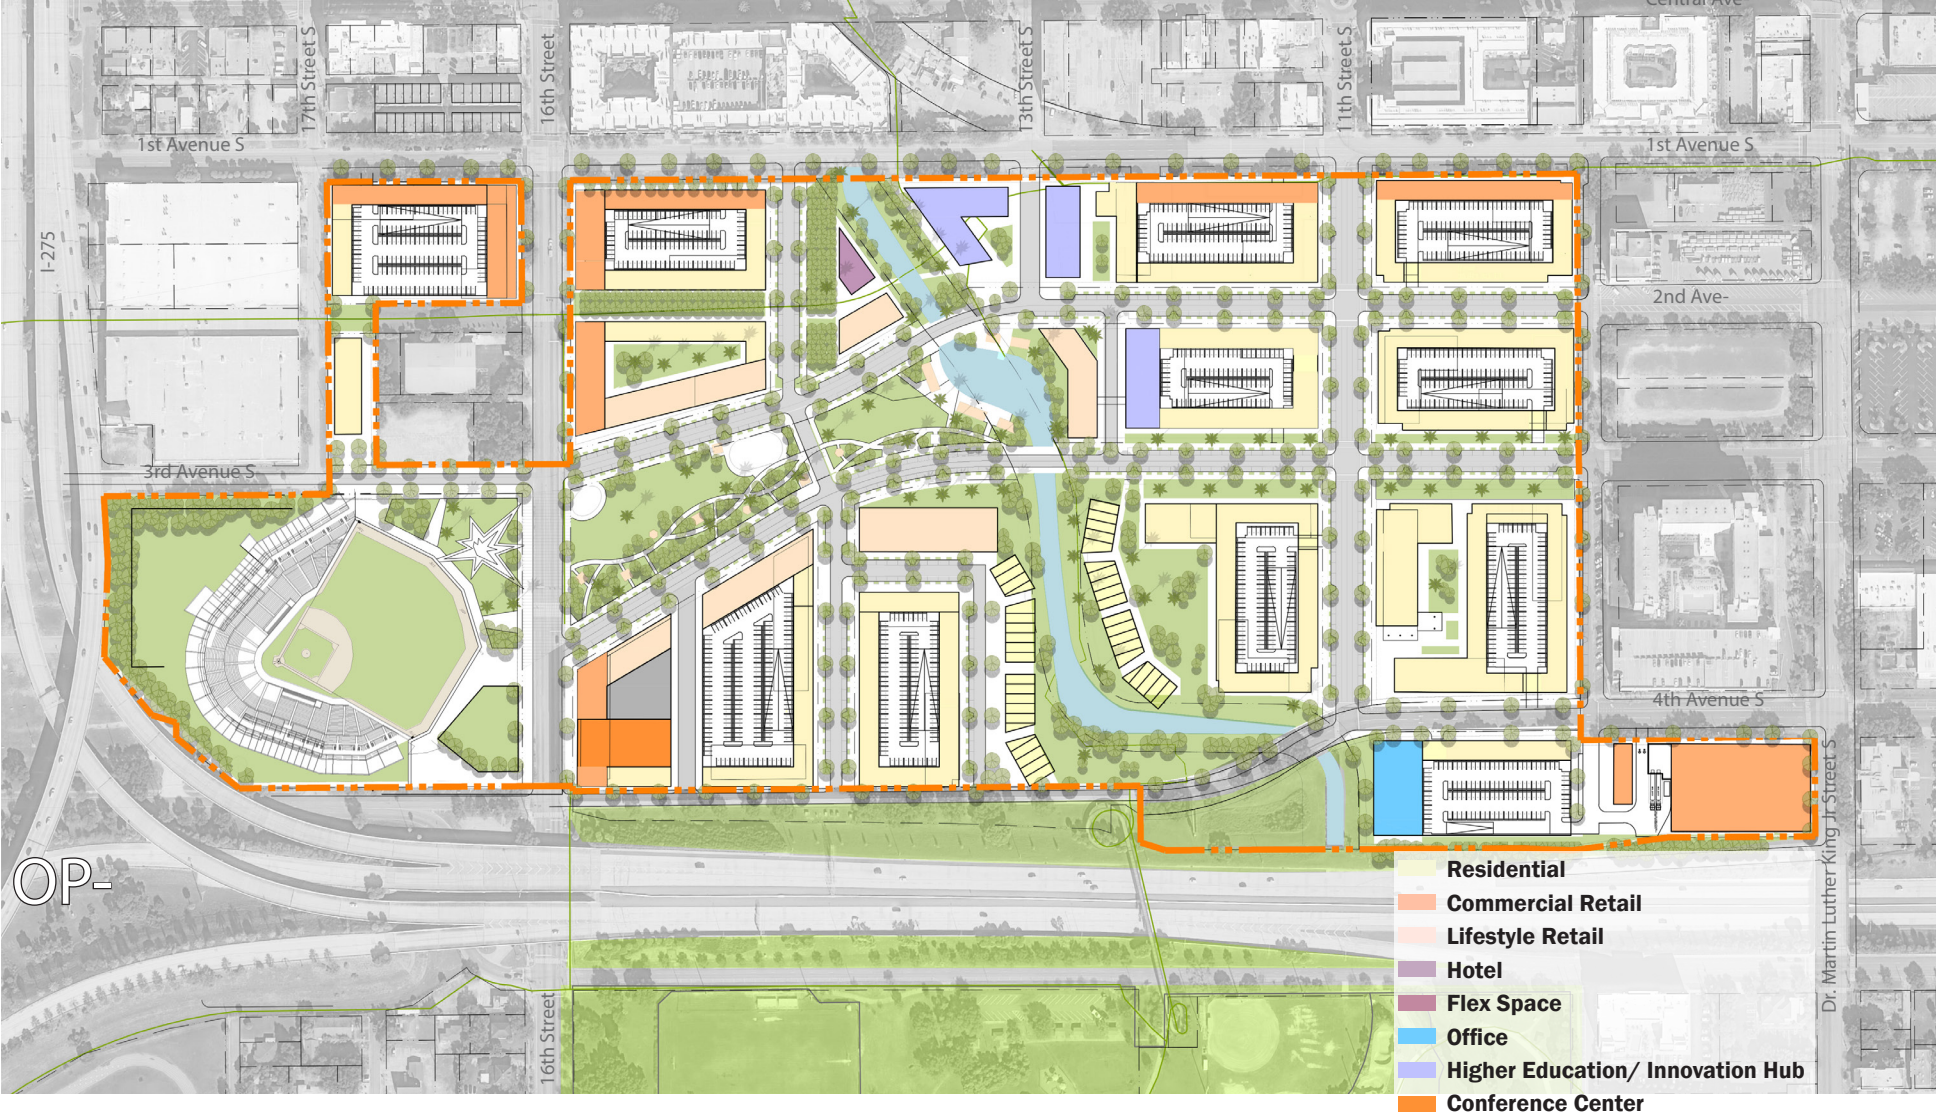 Central Ave
17th Street S
16th Street
13th Street S
11th Street S
1st Avenue S
1st Avenue S
I-275
2nd Ave-
3rd Avenue S
4th Avenue S
OP-
16th Street
Dr. Martin Luther King Jr Street S
Residential
Commercial Retail
Lifestyle Retail
Hotel
Flex Space
Office
Higher Education/ Innovation Hub
Conference Center